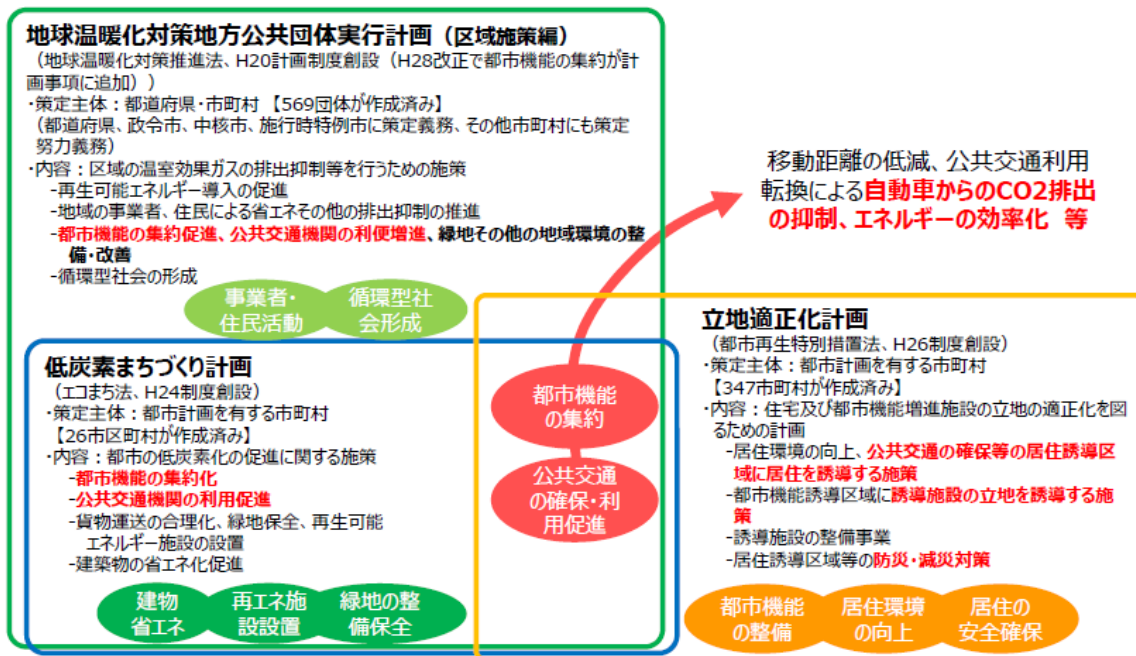 地球温暖化対策地方公共団体実行計画（区域施策編）
（地球温暖化対策推進法、H20計画制度創設（H28改正で都市機能の集約が計
画事項に追加））
・策定主体：都道府県・市町村 【569団体が作成済み】
（都道府県、政令市、中核市、施行時特例市に策定義務、その他市町村にも策定
努力義務）
・内容：区域の温室効果ガスの排出抑制等を行うための施策
-再生可能エネルギー導入の促進
-地域の事業者、住民による省エネその他の排出抑制の推進
-都市機能の集約促進、公共交通機関の利便増進、緑地その他の地域環境の整
備・改善
-循環型社会の形成
事業者・
住民活動
循環型社
会形成
移動距離の低減、公共交通利用
転換による自動車からのCO2排出
の抑制、エネルギーの効率化 等
低炭素まちづくり計画
（エコまち法、H24制度創設）
・策定主体：都市計画を有する市町村
【26市区町村が作成済み】
・内容：都市の低炭素化の促進に関する施策
-都市機能の集約化
-公共交通機関の利用促進
-貨物運送の合理化、緑地保全、再生可能
エネルギー施設の設置
-建築物の省エネ化促進
建物
省エネ
再エネ施
設設置
緑地の整
備保全
都市機能
の集約
公共交通
の確保・利
用促進
立地適正化計画
（都市再生特別措置法、H26制度創設）
・策定主体：都市計画を有する市町村
【347市町村が作成済み】
・内容：住宅及び都市機能増進施設の立地の適正化を図
るための計画
-居住環境の向上、公共交通の確保等の居住誘導区
域に居住を誘導する施策
-都市機能誘導区域に誘導施設の立地を誘導する施
策
-誘導施設の整備事業
-居住誘導区域等の防災・減災対策
都市機能
の整備
居住環境
の向上
居住の
安全確保